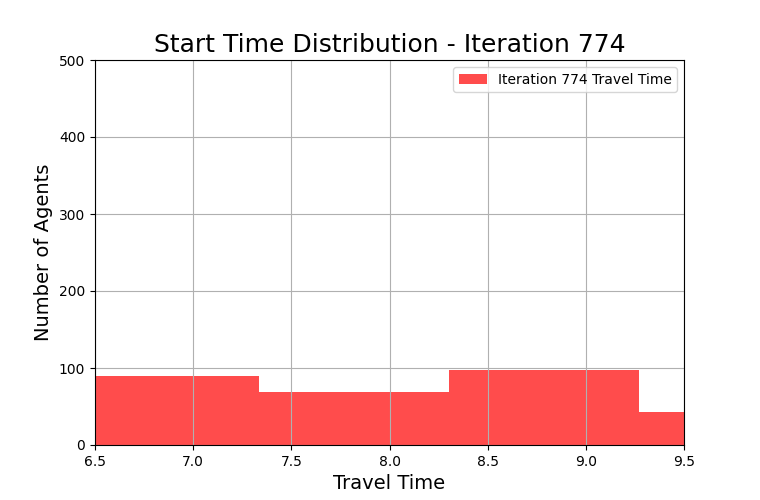 Start Time Distribution - Iteration 774
500
400
300
200
100
0
Number of Agents
Iteration 774 Travel Time
6.5 7.0 7.5 8.0 8.5 9.0 9.5
Travel Time